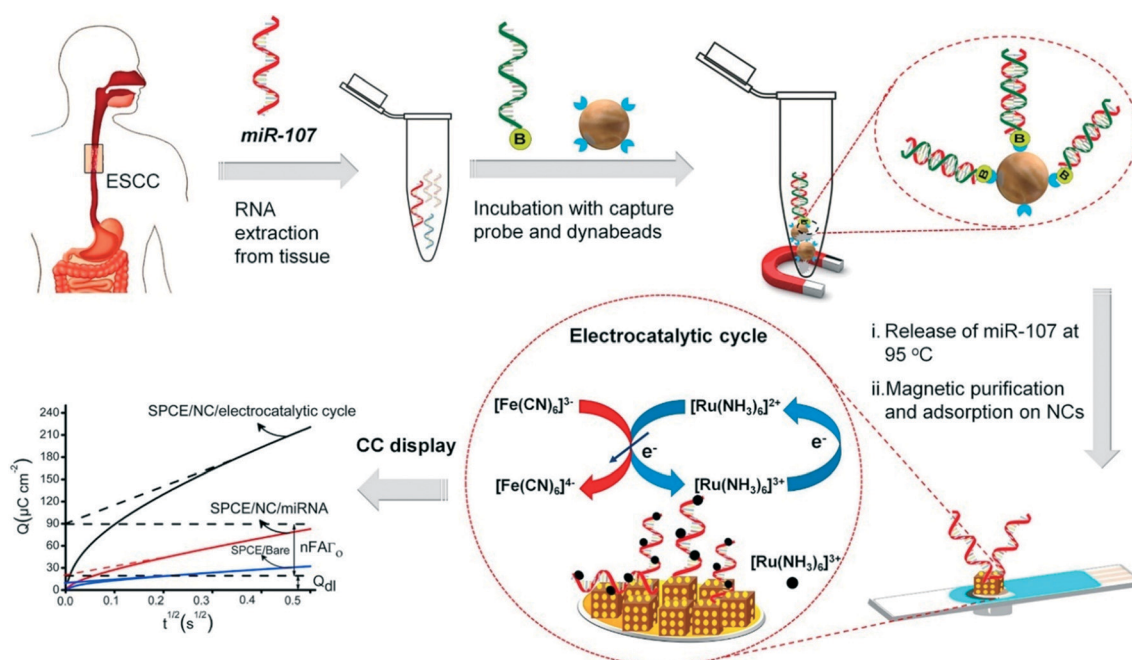 ESCC
miR-107
RNA
extraction
from tissue
B
Incubation with capture
probe and dynabeads
B
B
B
i. Release of miR-107 at
95 °C
ii.Magnetic purification
and adsorption on NCs
Electrocatalytic cycle
[Fe(CN)6]3-
[Ru(NH3)6]2+
e-
e-
[Fe(CN)6]4-
[Ru(NH3)6]3+
[Ru(NH3)6]3+
CC display
SPCE/NC/electrocatalytic cycle
SPCE/NC/miRNA
SPCE/Bare
nFAΓo
Qdl
Q(µC cm-2)
240
210
180
150
120
90
60
30
0
0.0
0.1
0.2
0.3
0.4
0.5
t1/2(s1/2)